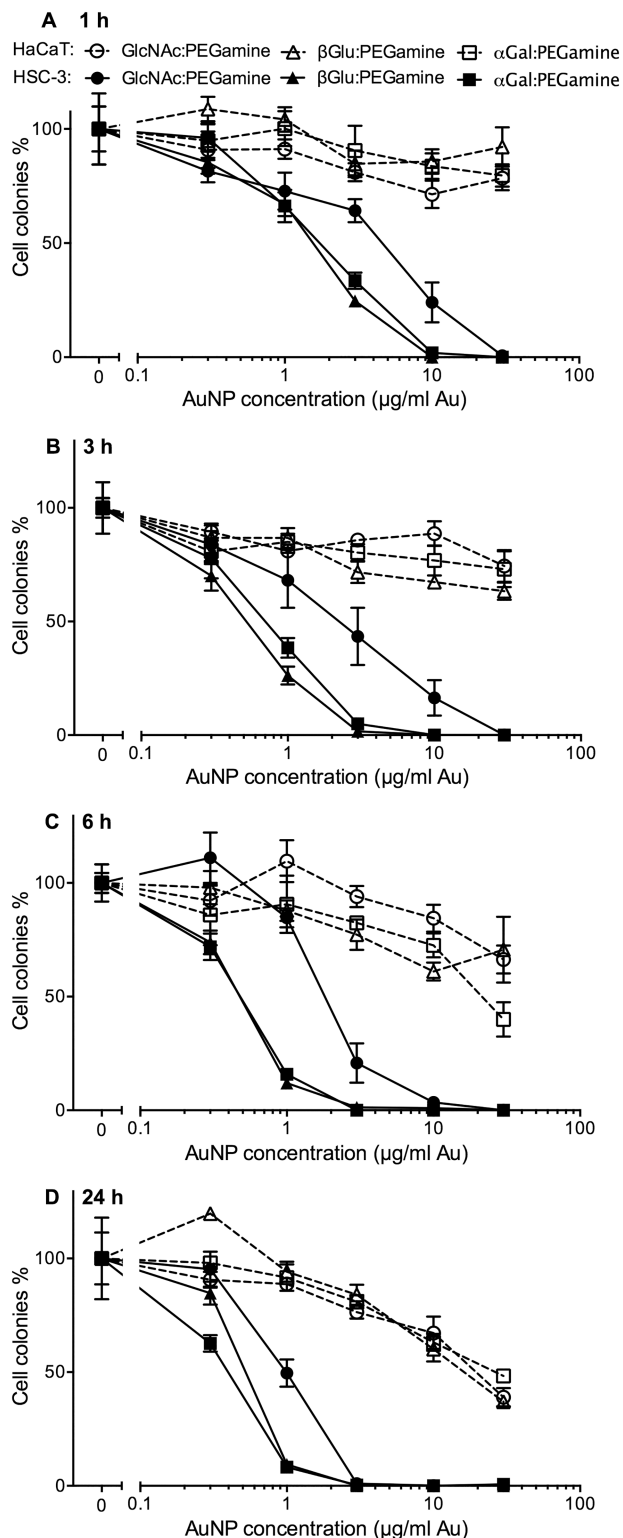 A 1 h
HaCaT: GlcNAc:PEGamine βGlu:PEGamine αGal:PEGamine
HSC-3: GlcNAc:PEGamine βGlu:PEGamine αGal:PEGamine
Cell colonies %
100
50
0
0 0.1 1 10 100
AuNP concentration (µg/ml Au)
B 3 h
Cell colonies %
100
50
0
0 0.1 1 10 100
AuNP concentration (µg/ml Au)
C 6 h
Cell colonies %
100
50
0
0 0.1 1 10 100
AuNP concentration (µg/ml Au)
D 24 h
Cell colonies %
100
50
0
0 0.1 1 10 100
AuNP concentration (µg/ml Au)